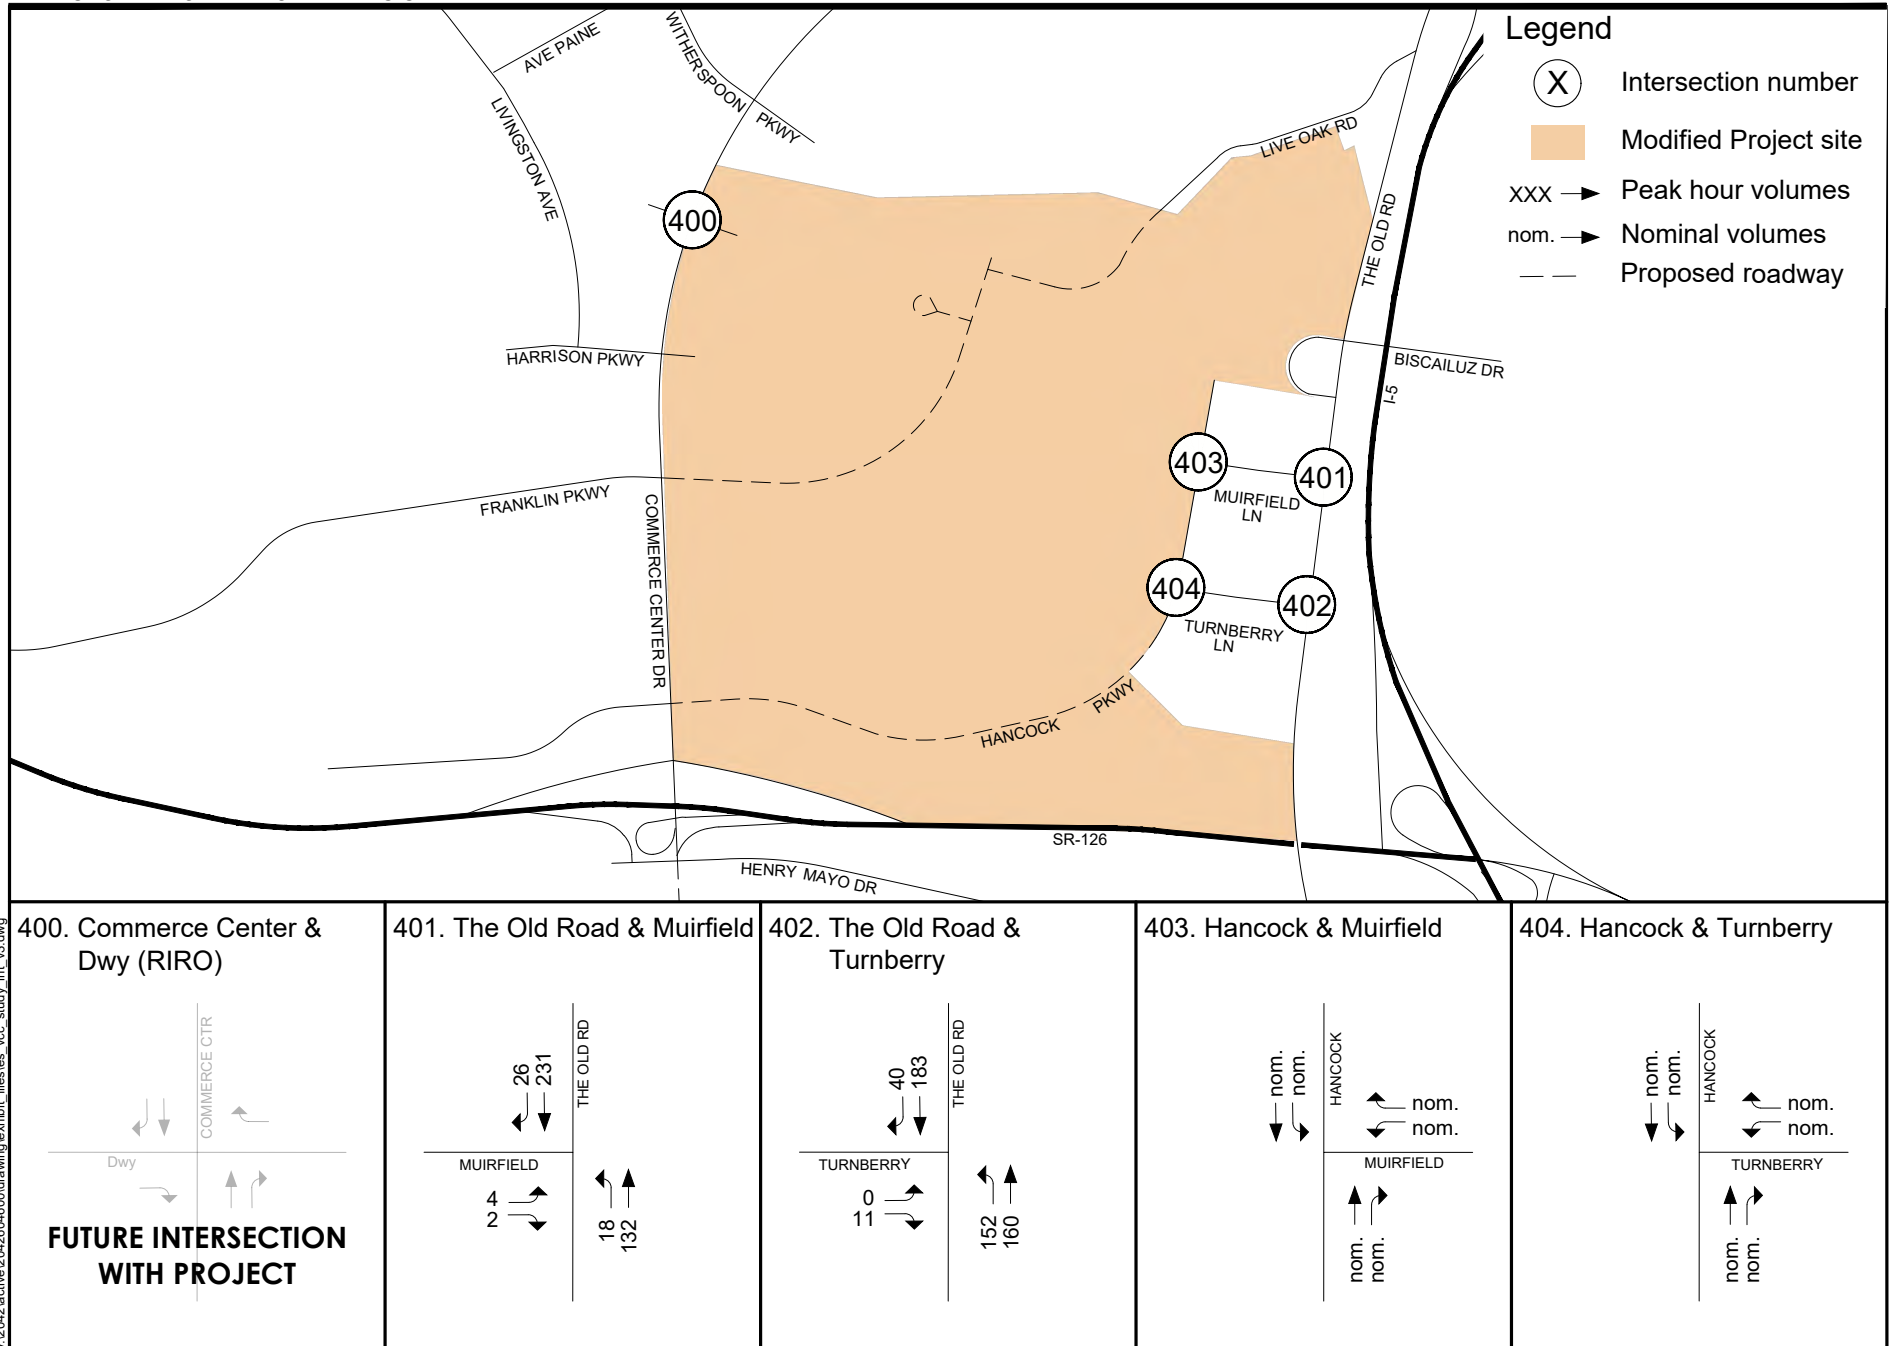 Legend
X
Intersection number
Modified Project site
XXX
Peak hour volumes
nom.
Nominal volumes
Proposed roadway
AVE PAINE
WITHERSPOON
PKWY
LIVINGSTON AVE
LIVE OAK RD
THE OLD RD
400
HARRISON PKWY
BISCAILUZ DR
I-5
403
401
MUIRFIELD
LN
FRANKLIN PKWY
COMMERCE CENTER DR
404
402
TURNBERRY
LN
HANCOCK
PKWY
SR-126
HENRY MAYO DR
400. Commerce Center &
Dwy (RIRO)
COMMERCE CTR
Dwy
FUTURE INTERSECTION
WITH PROJECT
401. The Old Road & Muirfield
26
231
THE OLD RD
MUIRFIELD
4
2
18
132
402. The Old Road &
Turnberry
40
183
THE OLD RD
TURNBERRY
0
11
152
160
403. Hancock & Muirfield
nom.
nom.
HANCOCK
nom.
nom.
MUIRFIELD
nom.
nom.
404. Hancock & Turnberry
nom.
nom.
HANCOCK
nom.
nom.
TURNBERRY
nom.
nom.